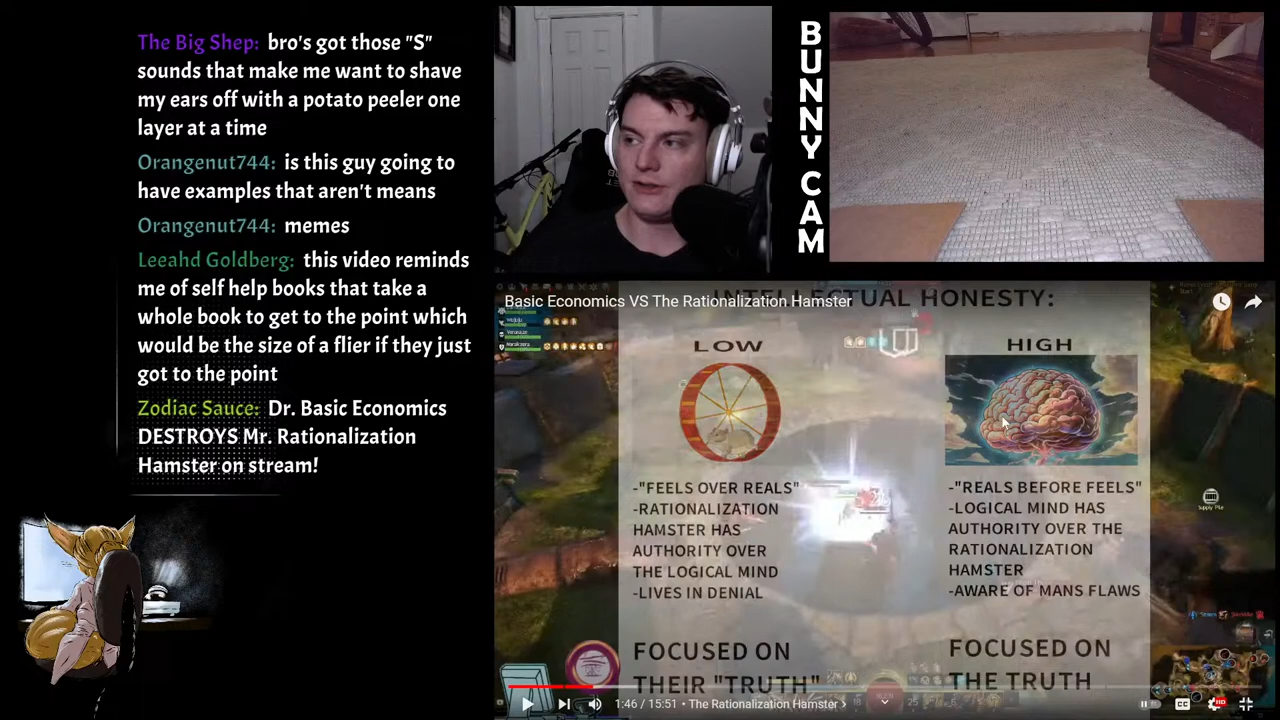 The Big Shep: bro's got those "S"
sounds that make me want to shave
my ears off with a potato peeler one
layer at a time
Orangenut744: is this guy going to
have examples that aren't means
Orangenut744: memes
Leeahd Goldberg: this video reminds
me of self help books that take a
whole book to get to the point which
would be the size of a flier if they just
got to the point
Zodiac Sauce: Dr. Basic Economics
DESTROYS Mr. Rationalization
Hamster on stream!
BUNNY CAM
INTELLECTUAL HONESTY:
Basic Economics VS The Rationalization Hamster
LOW
HIGH
-"FEELS OVER REALS"
-RATIONALIZATION
HAMSTER HAS
AUTHORITY OVER
THE LOGICAL MIND
-LIVES IN DENIAL
-"REALS BEFORE FEELS"
-LOGICAL MIND HAS
AUTHORITY OVER THE
RATIONALIZATION
HAMSTER
-AWARE OF MANS FLAWS
Supply Pile
FOCUSED ON
THEIR "TRUTH"
FOCUSED ON
THE TRUTH
1:46 / 15:51 • The Rationalization Hamster
25
CC
HD